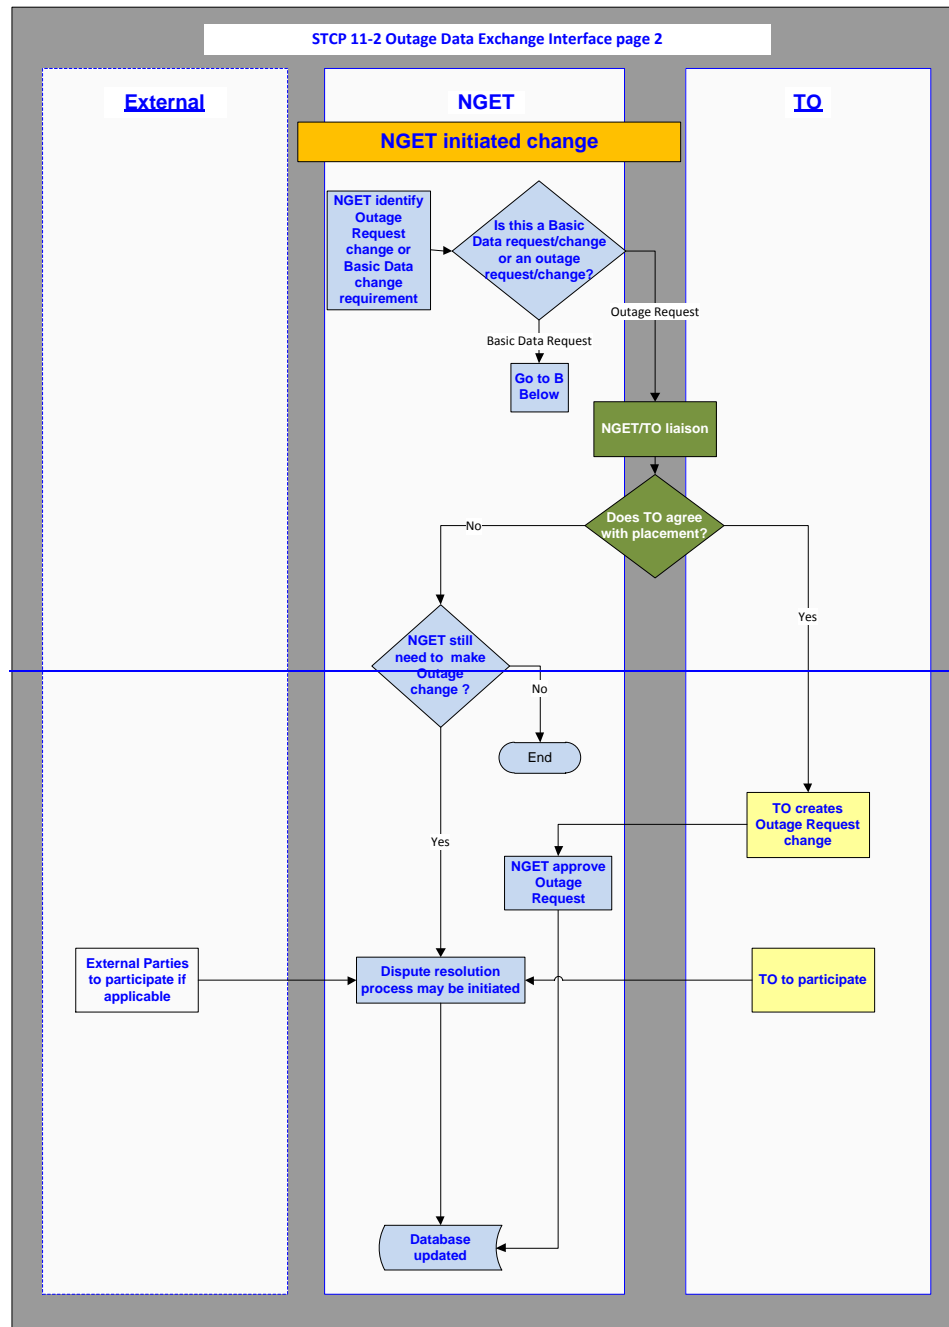 STCP 11-2 Outage Data Exchange Interface page 2
External
NGET
TO
NGET initiated change
NGET identify
Outage
Request
change or
Basic Data
change
requirement
Is this a Basic
Data request/change
or an outage
request/change?
Outage Request
Basic Data Request
Go to B
Below
NGET/TO liaison
Does TO agree
with placement?
No
Yes
NGET still
need to make
Outage
change ?
No
End
TO creates
Outage Request
change
Yes
NGET approve
Outage
Request
External Parties
to participate if
applicable
Dispute resolution
process may be initiated
TO to participate
Database
updated